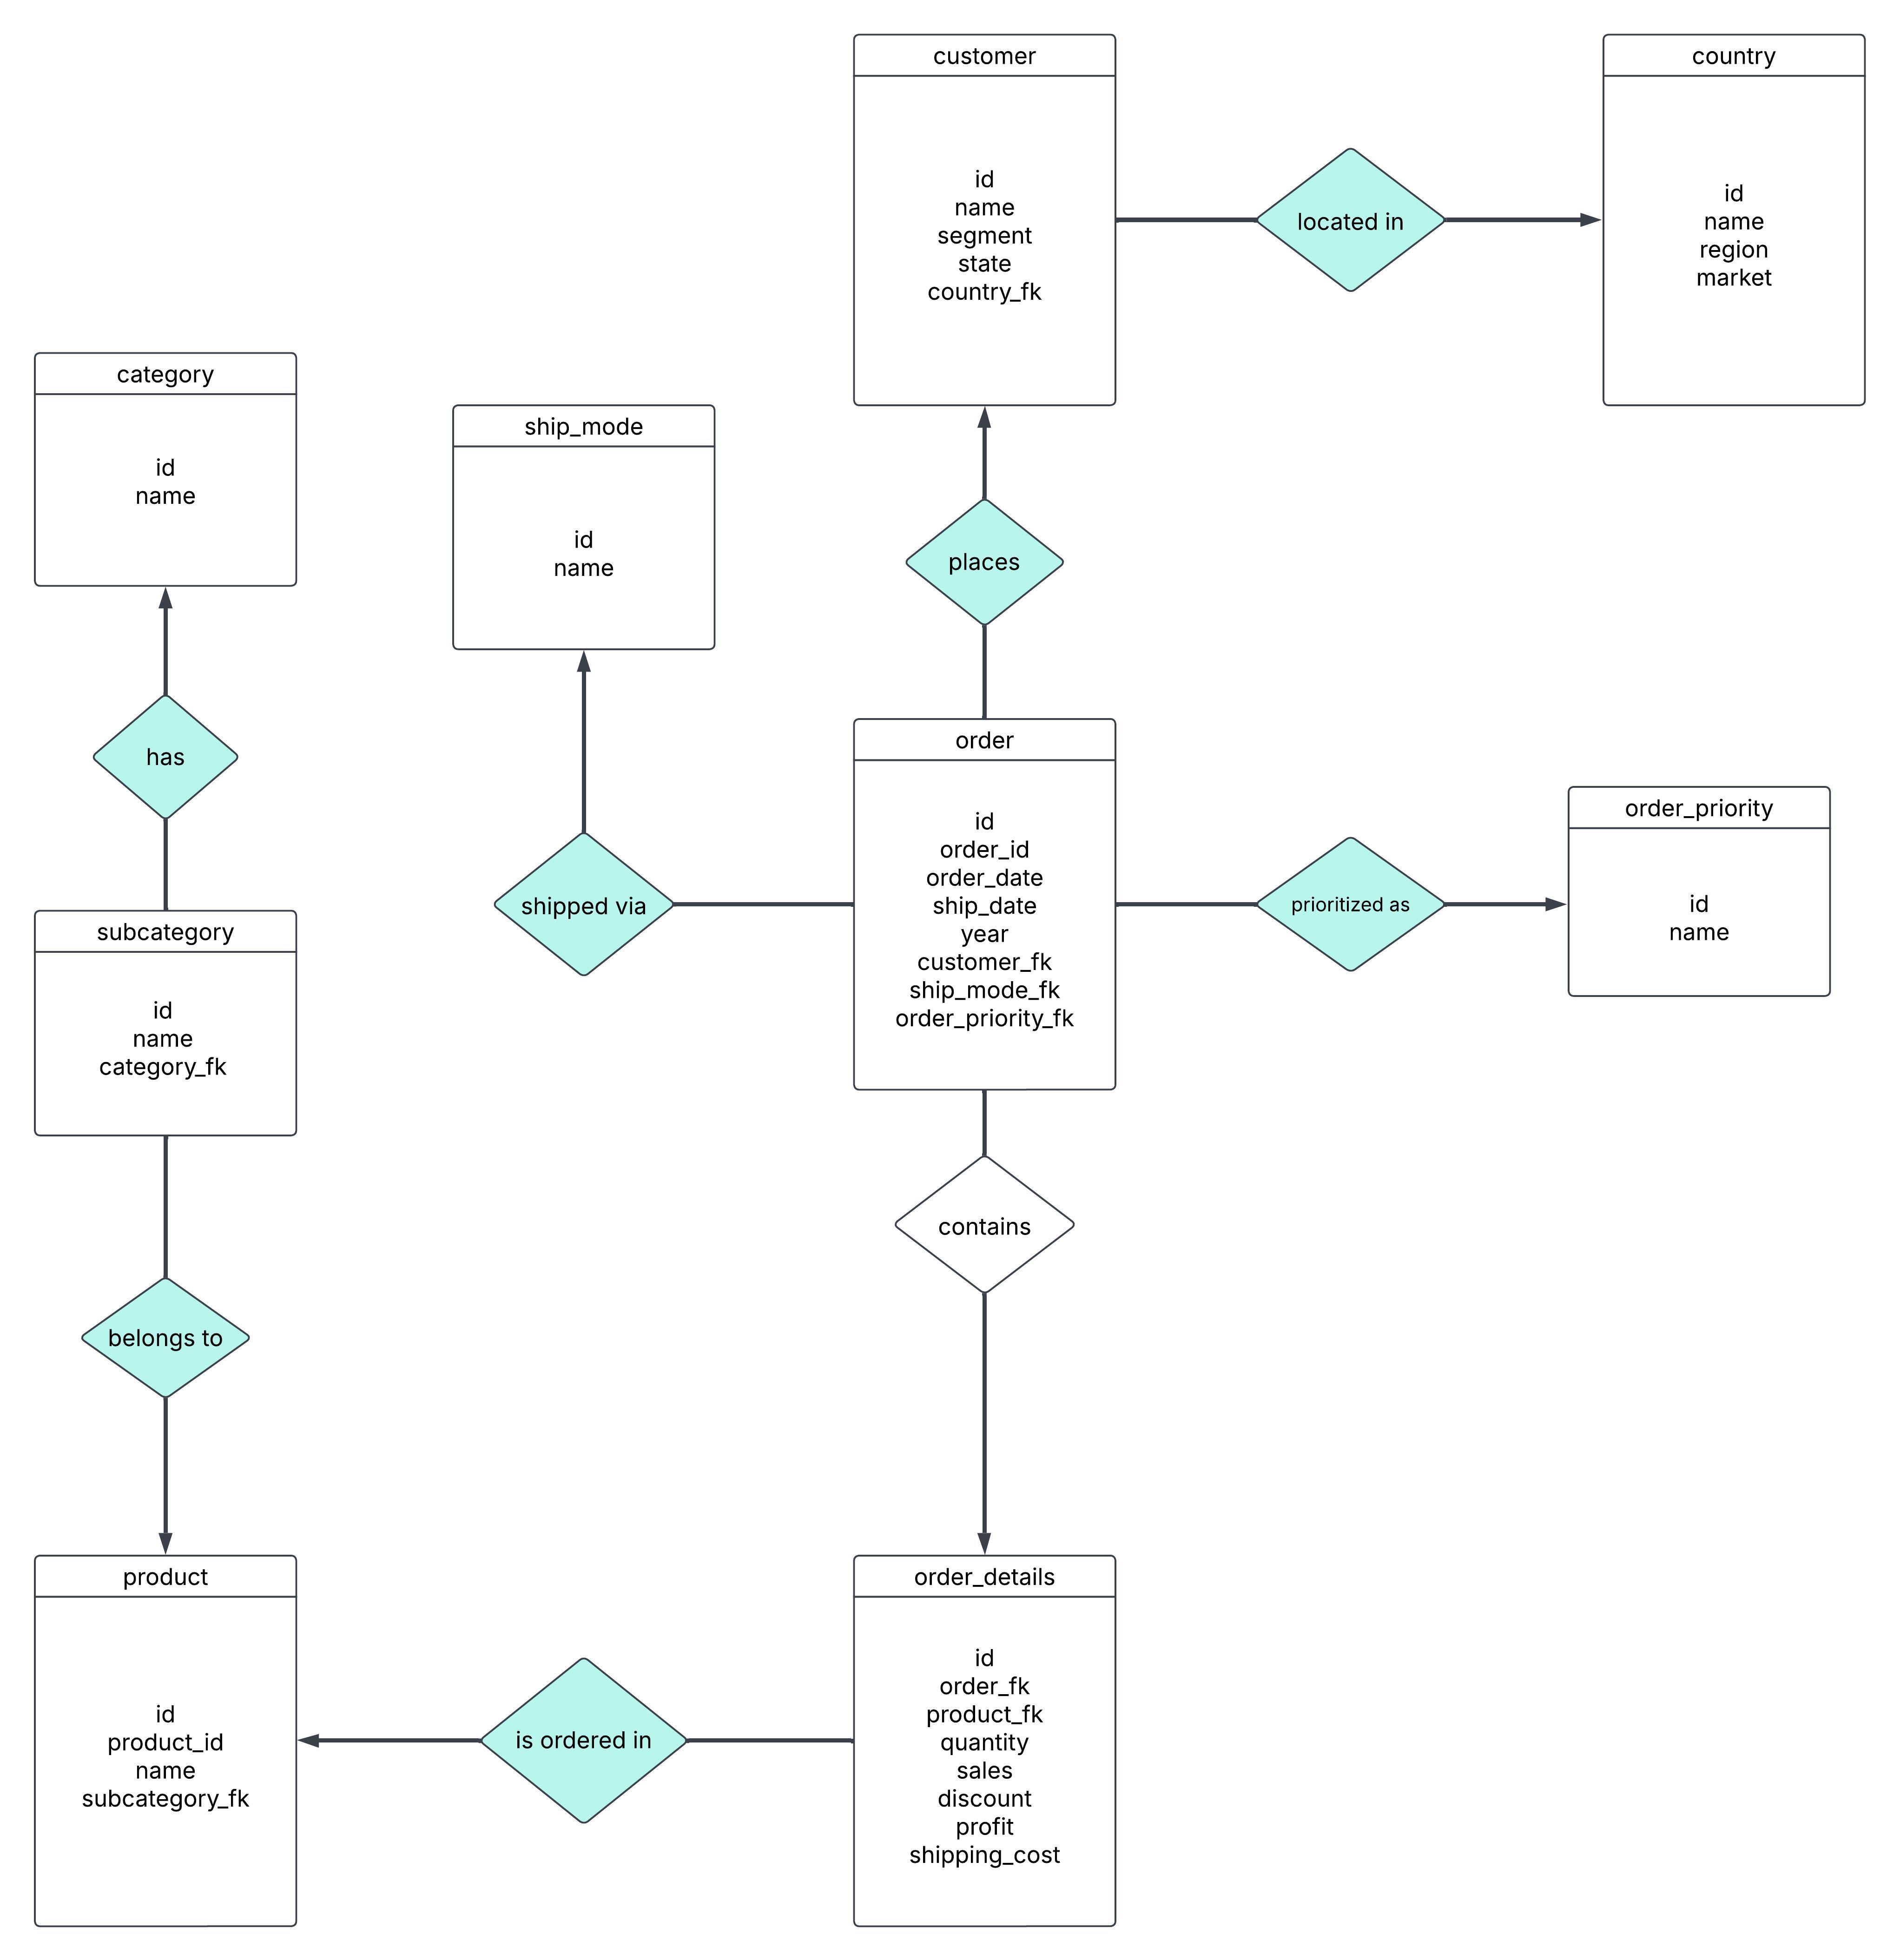 customer
id
name
segment
state
country_fk
located in
country
id
name
region
market
category
id
name
ship_mode
id
name
places
has
order
id
order_id
order_date
ship_date
year
customer_fk
ship_mode_fk
order_priority_fk
shipped via
prioritized as
order_priority
id
name
subcategory
id
name
category_fk
contains
belongs to
product
id
product_id
name
subcategory_fk
is ordered in
order_details
id
order_fk
product_fk
quantity
sales
discount
profit
shipping_cost